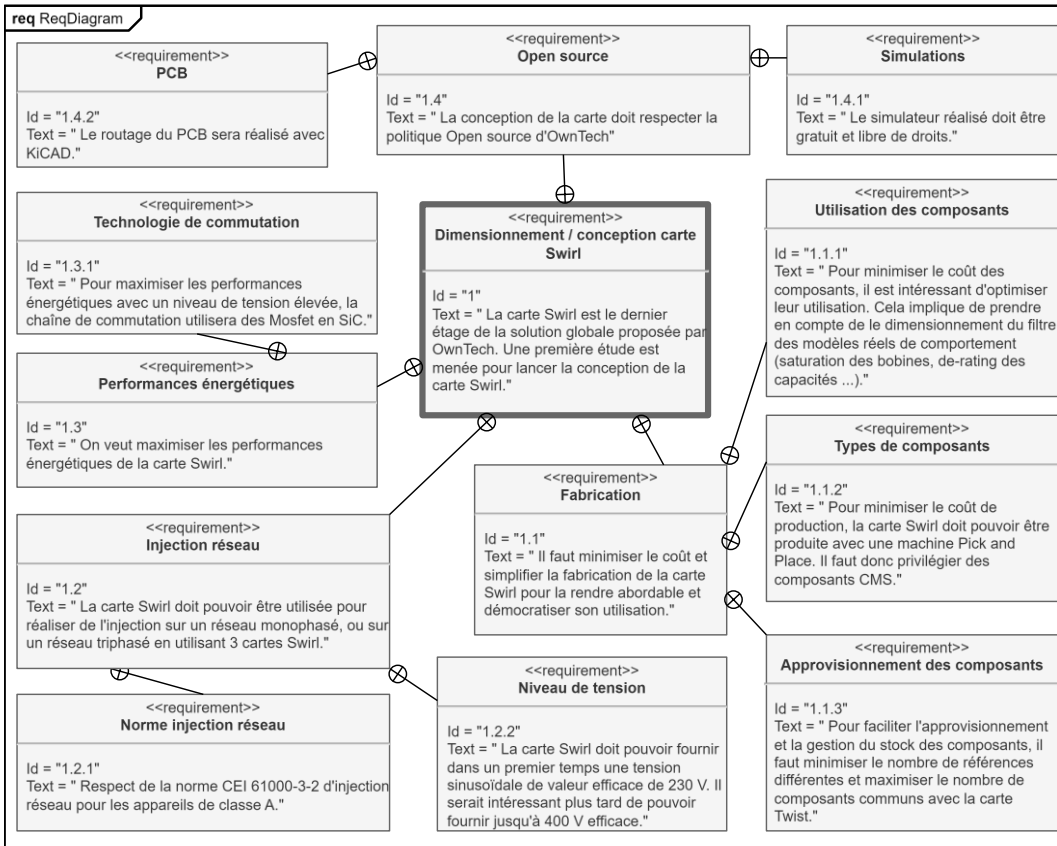 req ReqDiagram
<<requirement>>
PCB
Id = "1.4.2"
Text = " Le routage du PCB sera réalisé avec
KiCAD."
<<requirement>>
Open source
Id = "1.4"
Text = " La conception de la carte doit respecter la
politique Open source d'OwnTech"
<<requirement>>
Simulations
Id = "1.4.1"
Text = " Le simulateur réalisé doit être
gratuit et libre de droits."
<<requirement>>
Technologie de commutation
Id = "1.3.1"
Text = " Pour maximiser les performances
énergétiques avec un niveau de tension élevée, la
chaîne de commutation utilisera des Mosfet en SiC."
<<requirement>>
Dimensionnement / conception carte
Swirl
Id = "1"
Text = " La carte Swirl est le dernier
étage de la solution globale proposée par
OwnTech. Une première étude est
menée pour lancer la conception de la
carte Swirl."
<<requirement>>
Utilisation des composants
Id = "1.1.1"
Text = " Pour minimiser le coût des
composants, il est intéressant d'optimiser
leur utilisation. Cela implique de prendre
en compte de le dimensionnement du filtre
des modèles réels de comportement
(saturation des bobines, de-rating des
capacités ...)."
<<requirement>>
Performances énergétiques
Id = "1.3"
Text = " On veut maximiser les performances
énergétiques de la carte Swirl."
<<requirement>>
Types de composants
Id = "1.1.2"
Text = " Pour minimiser le coût de
production, la carte Swirl doit pouvoir être
produite avec une machine Pick and
Place. Il faut donc privilégier des
composants CMS."
<<requirement>>
Fabrication
Id = "1.1"
Text = " Il faut minimiser le coût et
simplifier la fabrication de la carte
Swirl pour la rendre abordable et
démocratiser son utilisation."
<<requirement>>
Injection réseau
Id = "1.2"
Text = " La carte Swirl doit pouvoir être utilisée pour
réaliser de l'injection sur un réseau monophasé, ou sur
un réseau triphasé en utilisant 3 cartes Swirl."
<<requirement>>
Approvisionnement des composants
Id = "1.1.3"
Text = " Pour faciliter l'approvisionnement
et la gestion du stock des composants, il
faut minimiser le nombre de références
différentes et maximiser le nombre de
composants communs avec la carte
Twist."
<<requirement>>
Niveau de tension
Id = "1.2.2"
Text = " La carte Swirl doit pouvoir fournir
dans un premier temps une tension
sinusoïdale de valeur efficace de 230 V. Il
serait intéressant plus tard de pouvoir
fournir jusqu'à 400 V efficace."
<<requirement>>
Norme injection réseau
Id = "1.2.1"
Text = " Respect de la norme CEI 61000-3-2 d'injection
réseau pour les appareils de classe A."